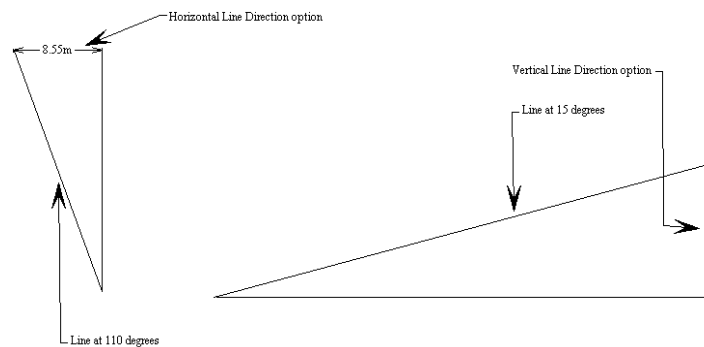 Horizontal Line Direction option
8.55m
Vertical Line Direction option
Line at 15 degrees
Line at 110 degrees